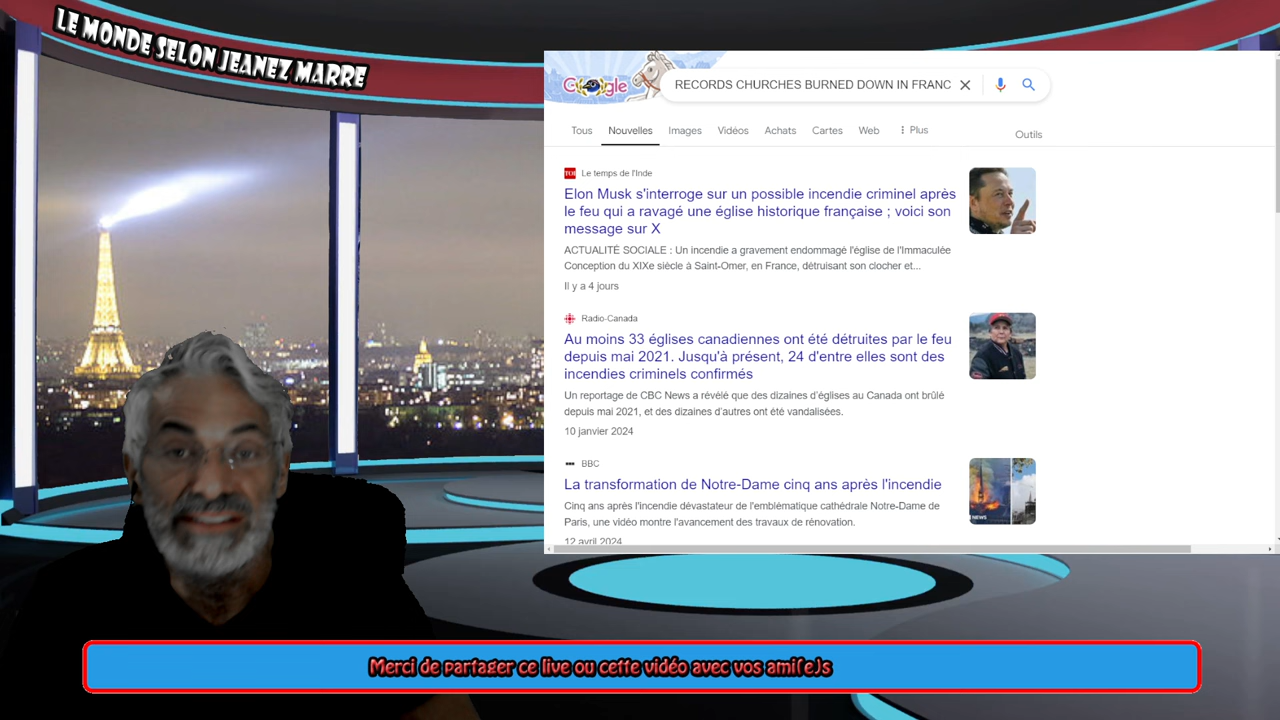 LE MONDE SELON JEANEZ MARRE
Google
RECORDS CHURCHES BURNED DOWN IN FRANC
Tous Nouvelles Images Vidéos Achats Cartes Web Plus Outils
TOI Le temps de l'Inde
Elon Musk s'interroge sur un possible incendie criminel après
le feu qui a ravagé une église historique française ; voici son
message sur X
ACTUALITÉ SOCIALE : Un incendie a gravement endommagé l'église de l'Immaculée
Conception du XIXe siècle à Saint-Omer, en France, détruisant son clocher et...
Il y a 4 jours
Radio-Canada
Au moins 33 églises canadiennes ont été détruites par le feu
depuis mai 2021. Jusqu'à présent, 24 d'entre elles sont des
incendies criminels confirmés
Un reportage de CBC News a révélé que des dizaines d'églises au Canada ont brûlé
depuis mai 2021, et des dizaines d'autres ont été vandalisées.
10 janvier 2024
BBC
La transformation de Notre-Dame cinq ans après l'incendie
Cinq ans après l'incendie dévastateur de l'emblématique cathédrale Notre-Dame de
Paris, une vidéo montre l'avancement des travaux de rénovation.
NEWS
12 avril 2024
Merci de partager ce live ou cette vidéo avec vos ami(e)s